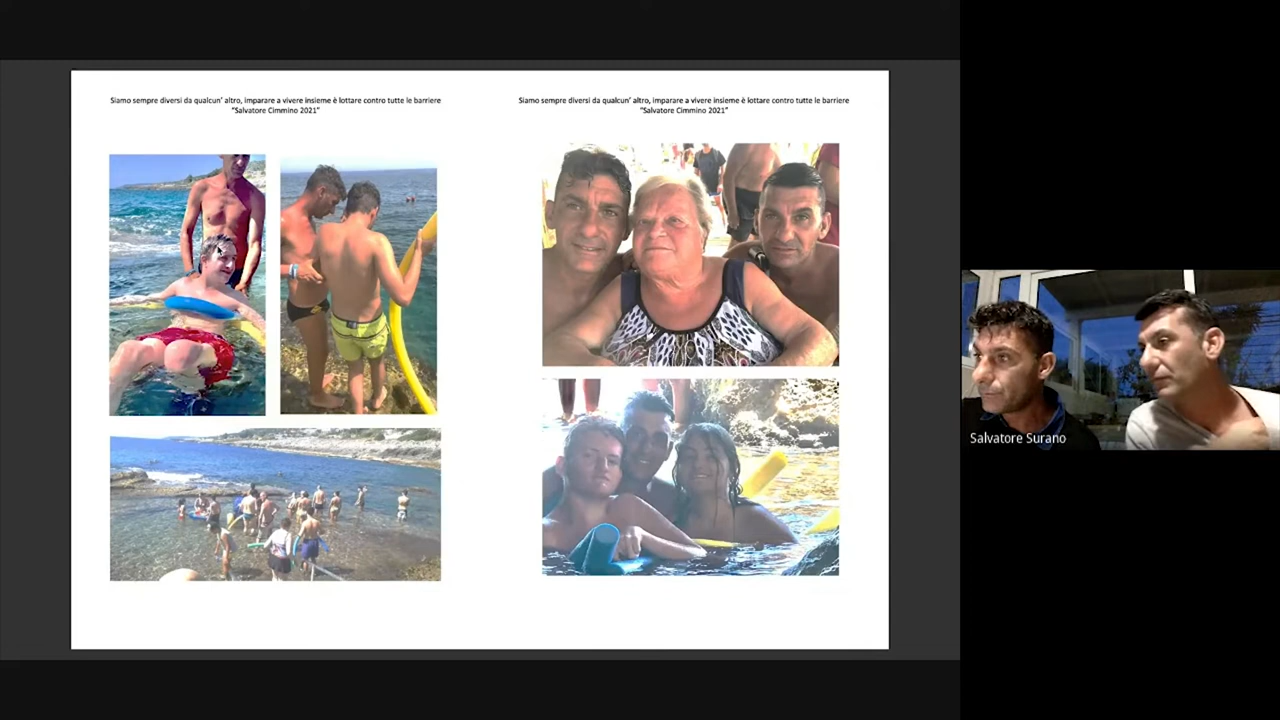 Siamo sempre diversi da qualcun' altro, imparare a vivere insieme è lottare contro tutte le barriere
"Salvatore Cimmino 2021"
Siamo sempre diversi da qualcun' altro, imparare a vivere insieme è lottare contro tutte le barriere
"Salvatore Cimmino 2021"
Salvatore Surano